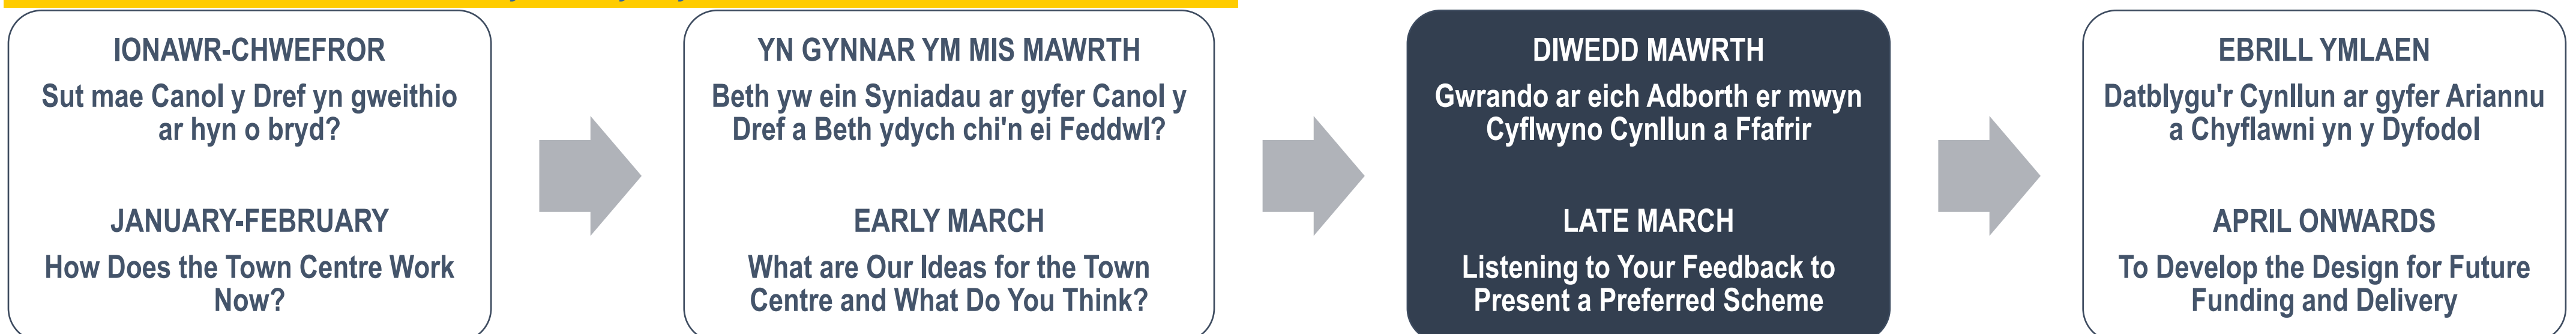 IONAWR-CHWEFROR
Sut mae Canol y Dref yn gweithio
ar hyn o bryd?
JANUARY-FEBRUARY
How Does the Town Centre Work
Now?
YN GYNNAR YM MIS MAWRTH
Beth yw ein Syniadau ar gyfer Canol y
Dref a Beth ydych chi'n ei Feddwl?
EARLY MARCH
What are Our Ideas for the Town
Centre and What Do You Think?
DIWEDD MAWRTH
Gwrando ar eich Adborth er mwyn
Cyflwyno Cynllun a Ffafrir
LATE MARCH
Listening to Your Feedback to
Present a Preferred Scheme
EBRILL YMLAEN
Datblygu'r Cynllun ar gyfer Ariannu
a Chyflawni yn y Dyfodol
APRIL ONWARDS
To Develop the Design for Future
Funding and Delivery